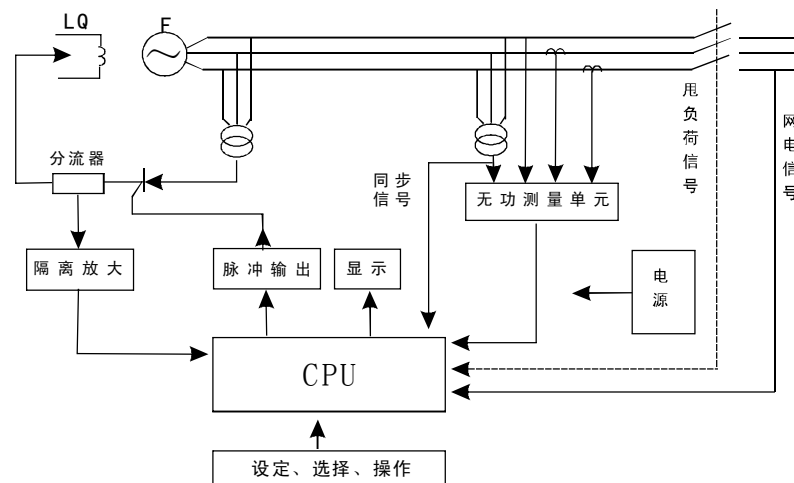 LQ
F
分流器
同步
信号
甩负荷信号
网电信号
无功测量单元
隔离放大
脉冲输出
显示
电源
CPU
设定、选择、操作